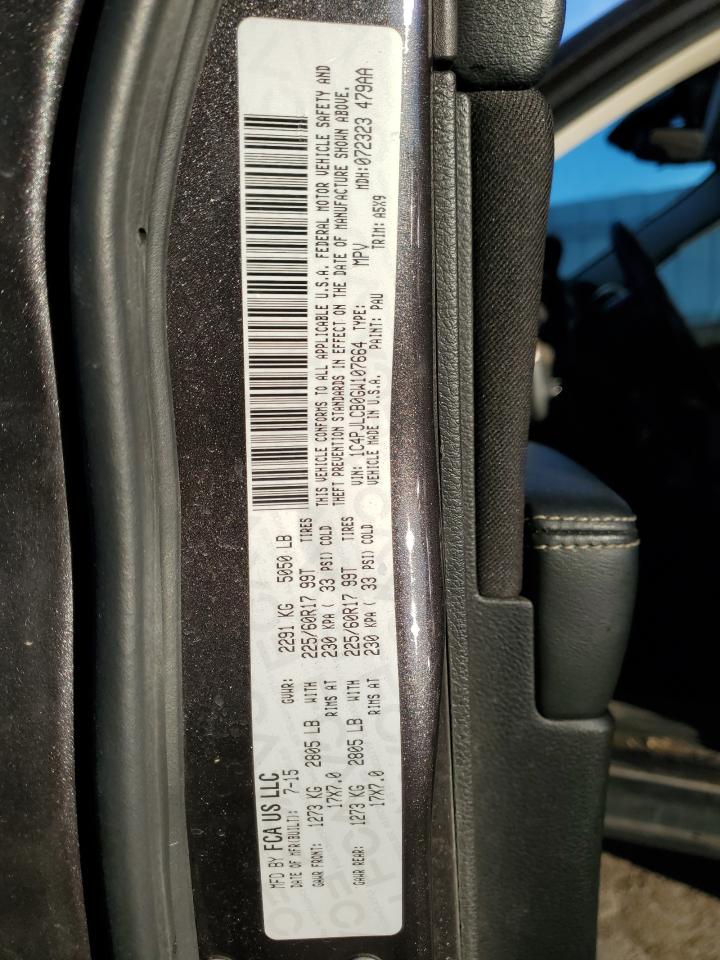 MFD BY FCA US LLC
DATE OF MFR(BUILT): 7-15 GVWR: 2291 KG 5050 LB
GAWR FRONT: 1273 KG 2805 LB WITH 225/60R17 99T TIRES
17X7.0 RIMS AT 230 KPA ( 33 PSI) COLD
GAWR REAR: 1273 KG 2805 LB WITH 225/60R17 99T TIRES
17X7.0 RIMS AT 230 KPA ( 33 PSI) COLD
THIS VEHICLE CONFORMS TO ALL APPLICABLE U.S.A. FEDERAL MOTOR VEHICLE SAFETY AND
THEFT PREVENTION STANDARDS IN EFFECT ON THE DATE OF MANUFACTURE SHOWN ABOVE.
VIN: 1C4PJLCB0GW107664 TYPE: MPV MDH:072323 479AA
VEHICLE MADE IN U.S.A. PAINT: PAU TRIM: A5X9